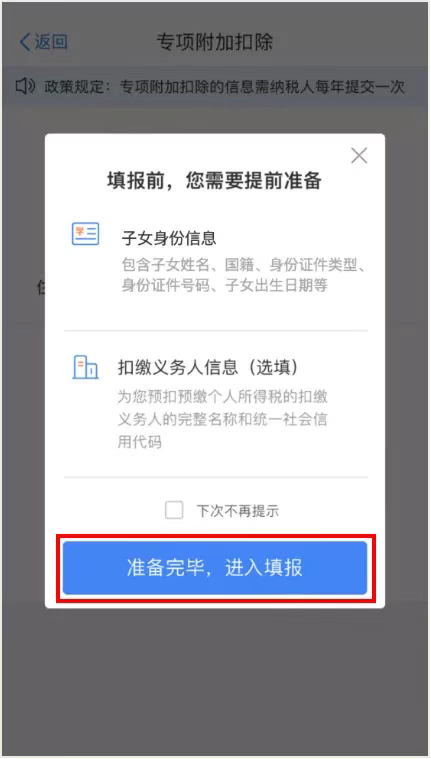 返回
专项附加扣除
政策规定：专项附加扣除的信息需纳税人每年提交一次
填报前，您需要提前准备
子女身份信息
包含子女姓名、国籍、身份证件类型、
身份证件号码、子女出生日期等
扣缴义务人信息（选填）
为您预扣预缴个人所得税的扣缴
义务人的完整名称和统一社会信
用代码
下次不再提示
准备完毕，进入填报